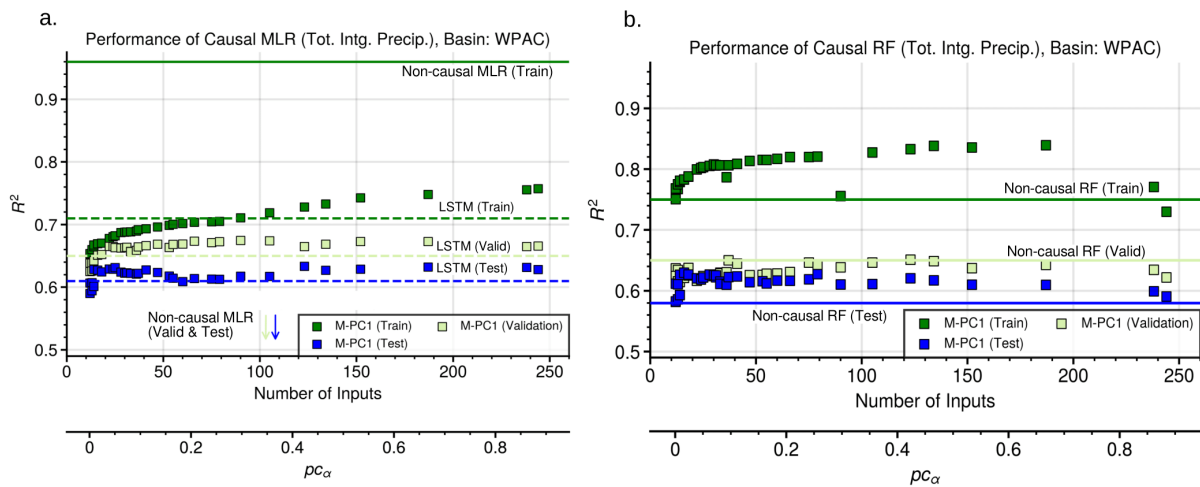 a.
Performance of Causal MLR (Tot. Intg. Precip.), Basin: WPAC)
Non-causal MLR (Train)
LSTM (Train)
LSTM (Valid)
LSTM (Test)
Non-causal MLR
(Valid & Test)
M-PC1 (Train)
M-PC1 (Validation)
M-PC1 (Test)
R²
0.9
0.8
0.7
0.6
0.5
0 50 100 150 200 250
Number of Inputs
0 0.2 0.4 0.6 0.8
pcα
b.
Performance of Causal RF (Tot. Intg. Precip.), Basin: WPAC)
Non-causal RF (Train)
Non-causal RF (Valid)
Non-causal RF (Test)
M-PC1 (Train)
M-PC1 (Validation)
M-PC1 (Test)
R²
0.9
0.8
0.7
0.6
0.5
0 50 100 150 200 250
Number of Inputs
0 0.2 0.4 0.6 0.8
pcα